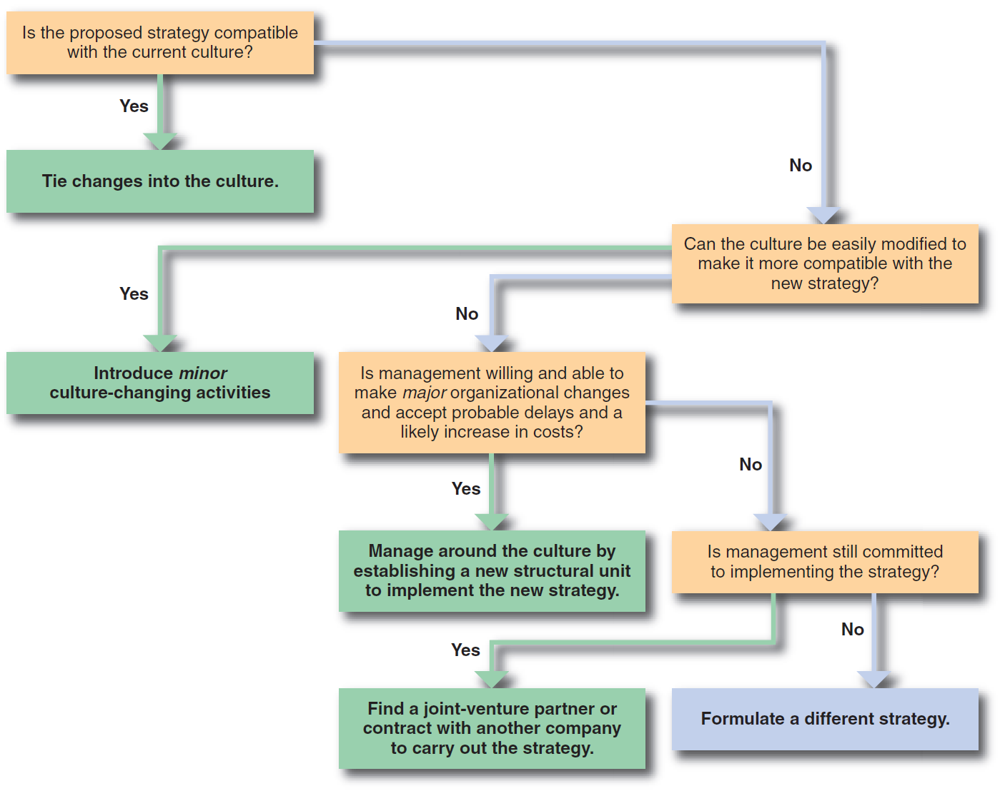 Is the proposed strategy compatible
with the current culture?
Yes
Tie changes into the culture.
No
Can the culture be easily modified to
make it more compatible with the
new strategy?
Yes
Introduce minor
culture-changing activities
No
Is management willing and able to
make major organizational changes
and accept probable delays and a
likely increase in costs?
Yes
Manage around the culture by
establishing a new structural unit
to implement the new strategy.
No
Is management still committed
to implementing the strategy?
Yes
Find a joint-venture partner or
contract with another company
to carry out the strategy.
No
Formulate a different strategy.